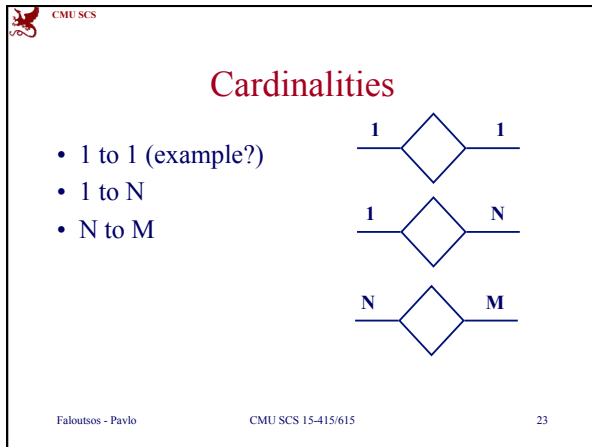 CMU SCS
Cardinalities
• 1 to 1 (example?)
• 1 to N
• N to M
1 1
1 N
N M
Faloutsos - Pavlo CMU SCS 15-415/615 23